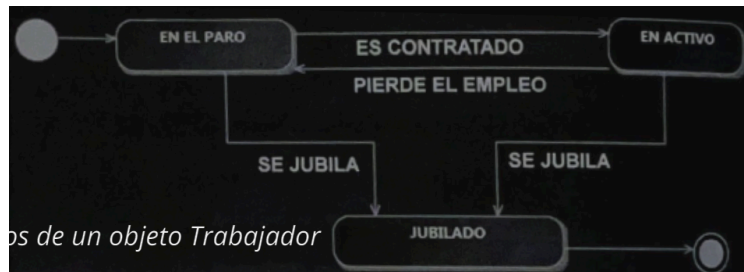 EN EL PARO
EN ACTIVO
ES CONTRATADO
PIERDE EL EMPLEO
SE JUBILA
SE JUBILA
de un objeto Trabajador
JUBILADO